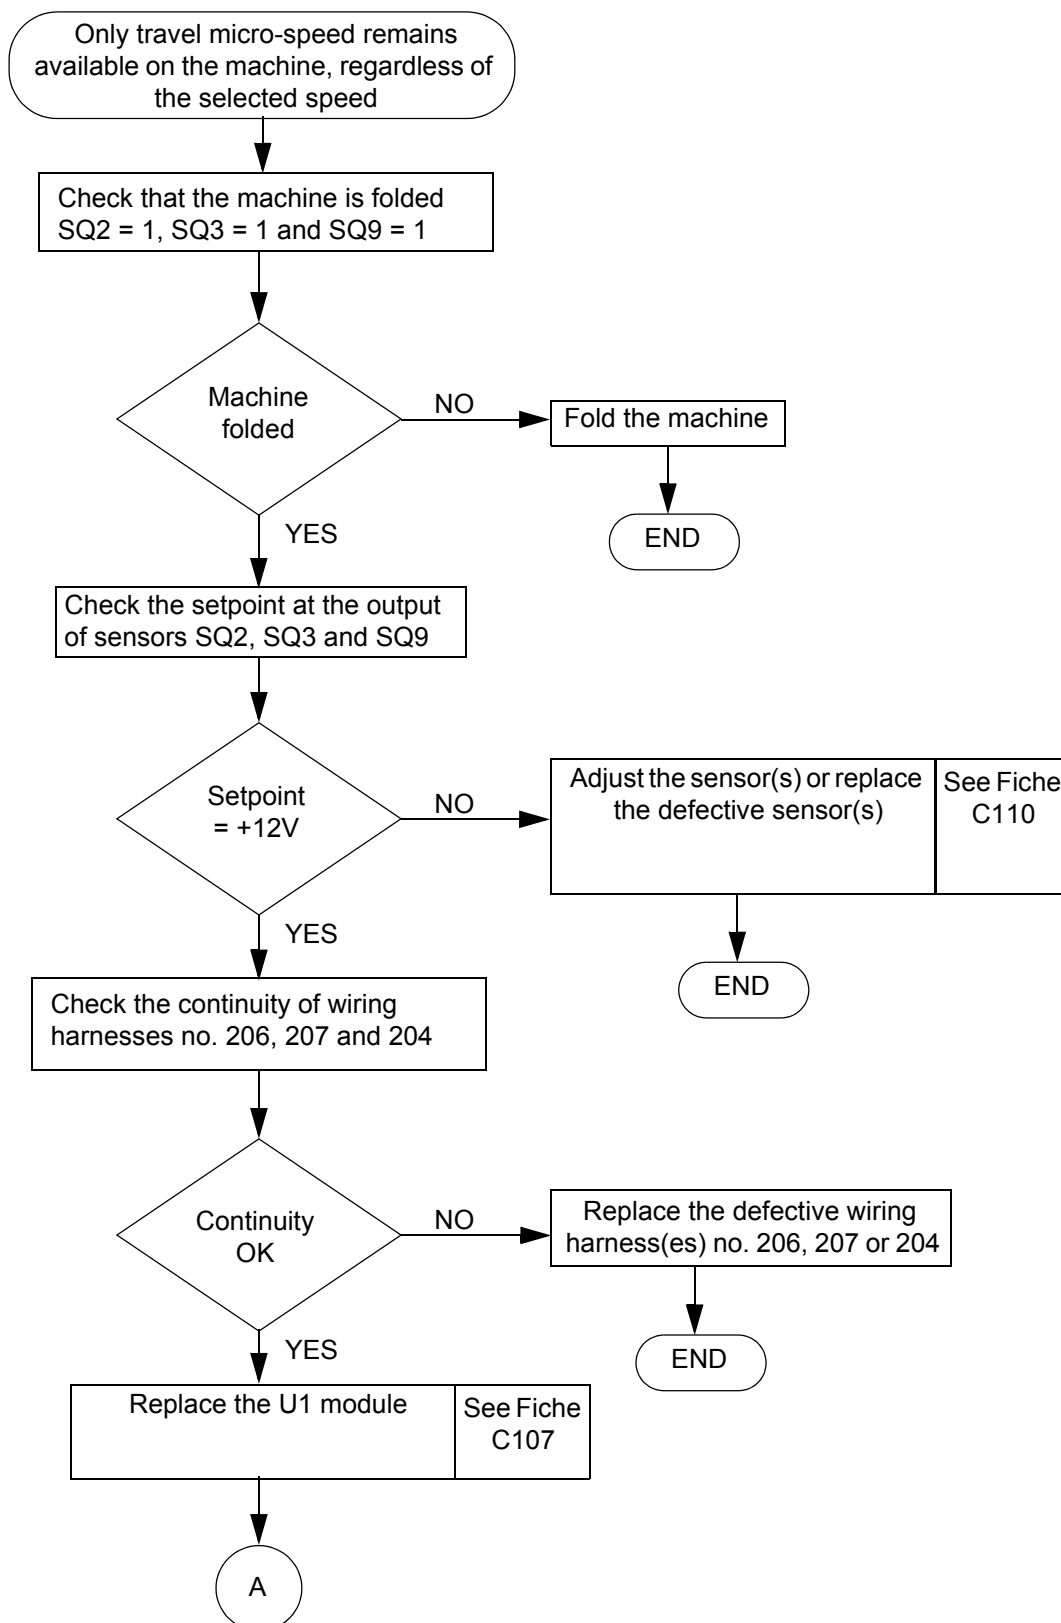 Only travel micro-speed remains
available on the machine, regardless of
the selected speed
Check that the machine is folded
SQ2 = 1, SQ3 = 1 and SQ9 = 1
Machine
folded
NO
Fold the machine
END
YES
Check the setpoint at the output
of sensors SQ2, SQ3 and SQ9
Setpoint
= +12V
NO
Adjust the sensor(s) or replace
the defective sensor(s)
See Fiche
C110
END
YES
Check the continuity of wiring
harnesses no. 206, 207 and 204
Continuity
OK
NO
Replace the defective wiring
harness(es) no. 206, 207 or 204
END
YES
Replace the U1 module
See Fiche
C107
A